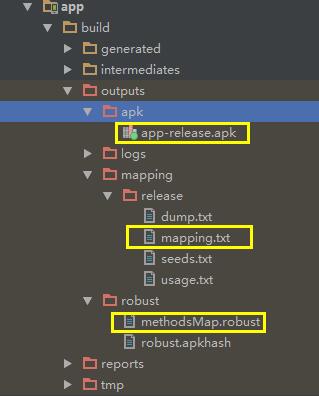 app
build
generated
intermediates
outputs
apk
app-release.apk
logs
mapping
release
dump.txt
mapping.txt
seeds.txt
usage.txt
robust
methodsMap.robust
robust.apkhash
reports
tmp